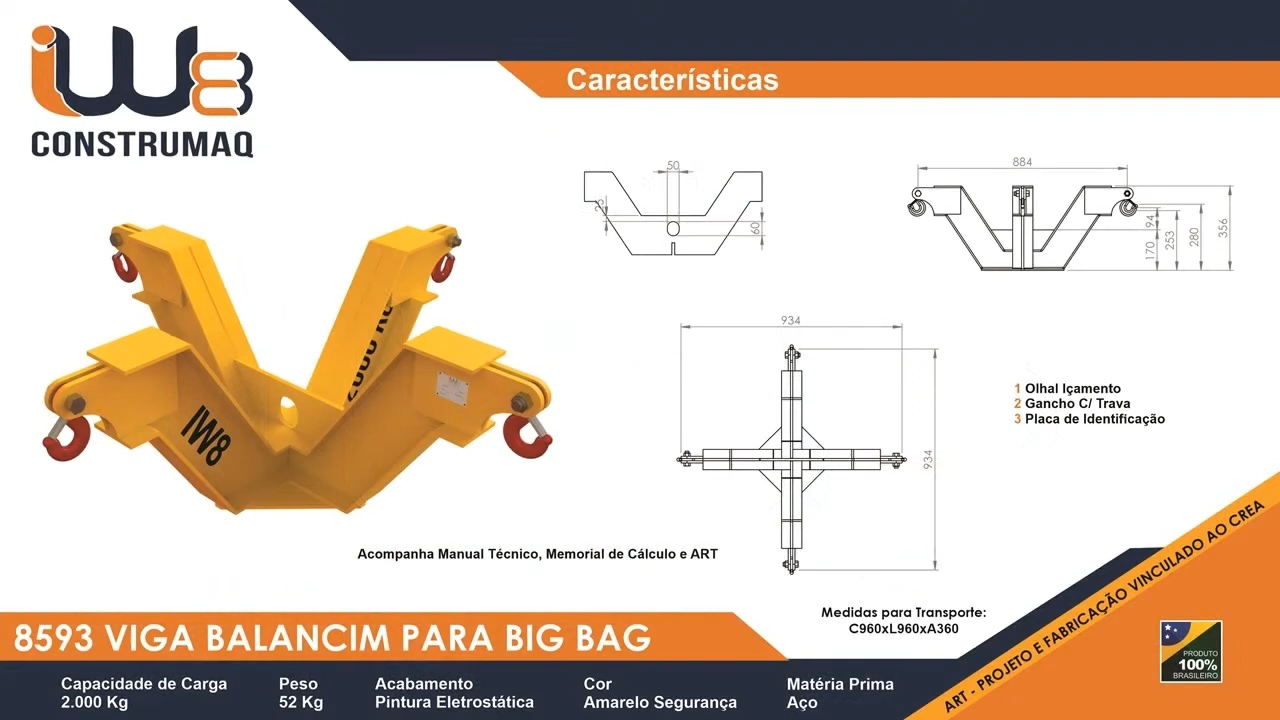 iW8
CONSTRUMAQ
Características
50
25
60
884
94
170
253
280
356
IW8
2000 KG
934
934
1 Olhal Içamento
2 Gancho C/ Trava
3 Placa de Identificação
Acompanha Manual Técnico, Memorial de Cálculo e ART
Medidas para Transporte:
C960xL960xA360
ART - PROJETO E FABRICAÇÃO VINCULADO AO CREA
PRODUTO
100%
BRASILEIRO
8593 VIGA BALANCIM PARA BIG BAG
Capacidade de Carga
2.000 Kg
Peso
52 Kg
Acabamento
Pintura Eletrostática
Cor
Amarelo Segurança
Matéria Prima
Aço